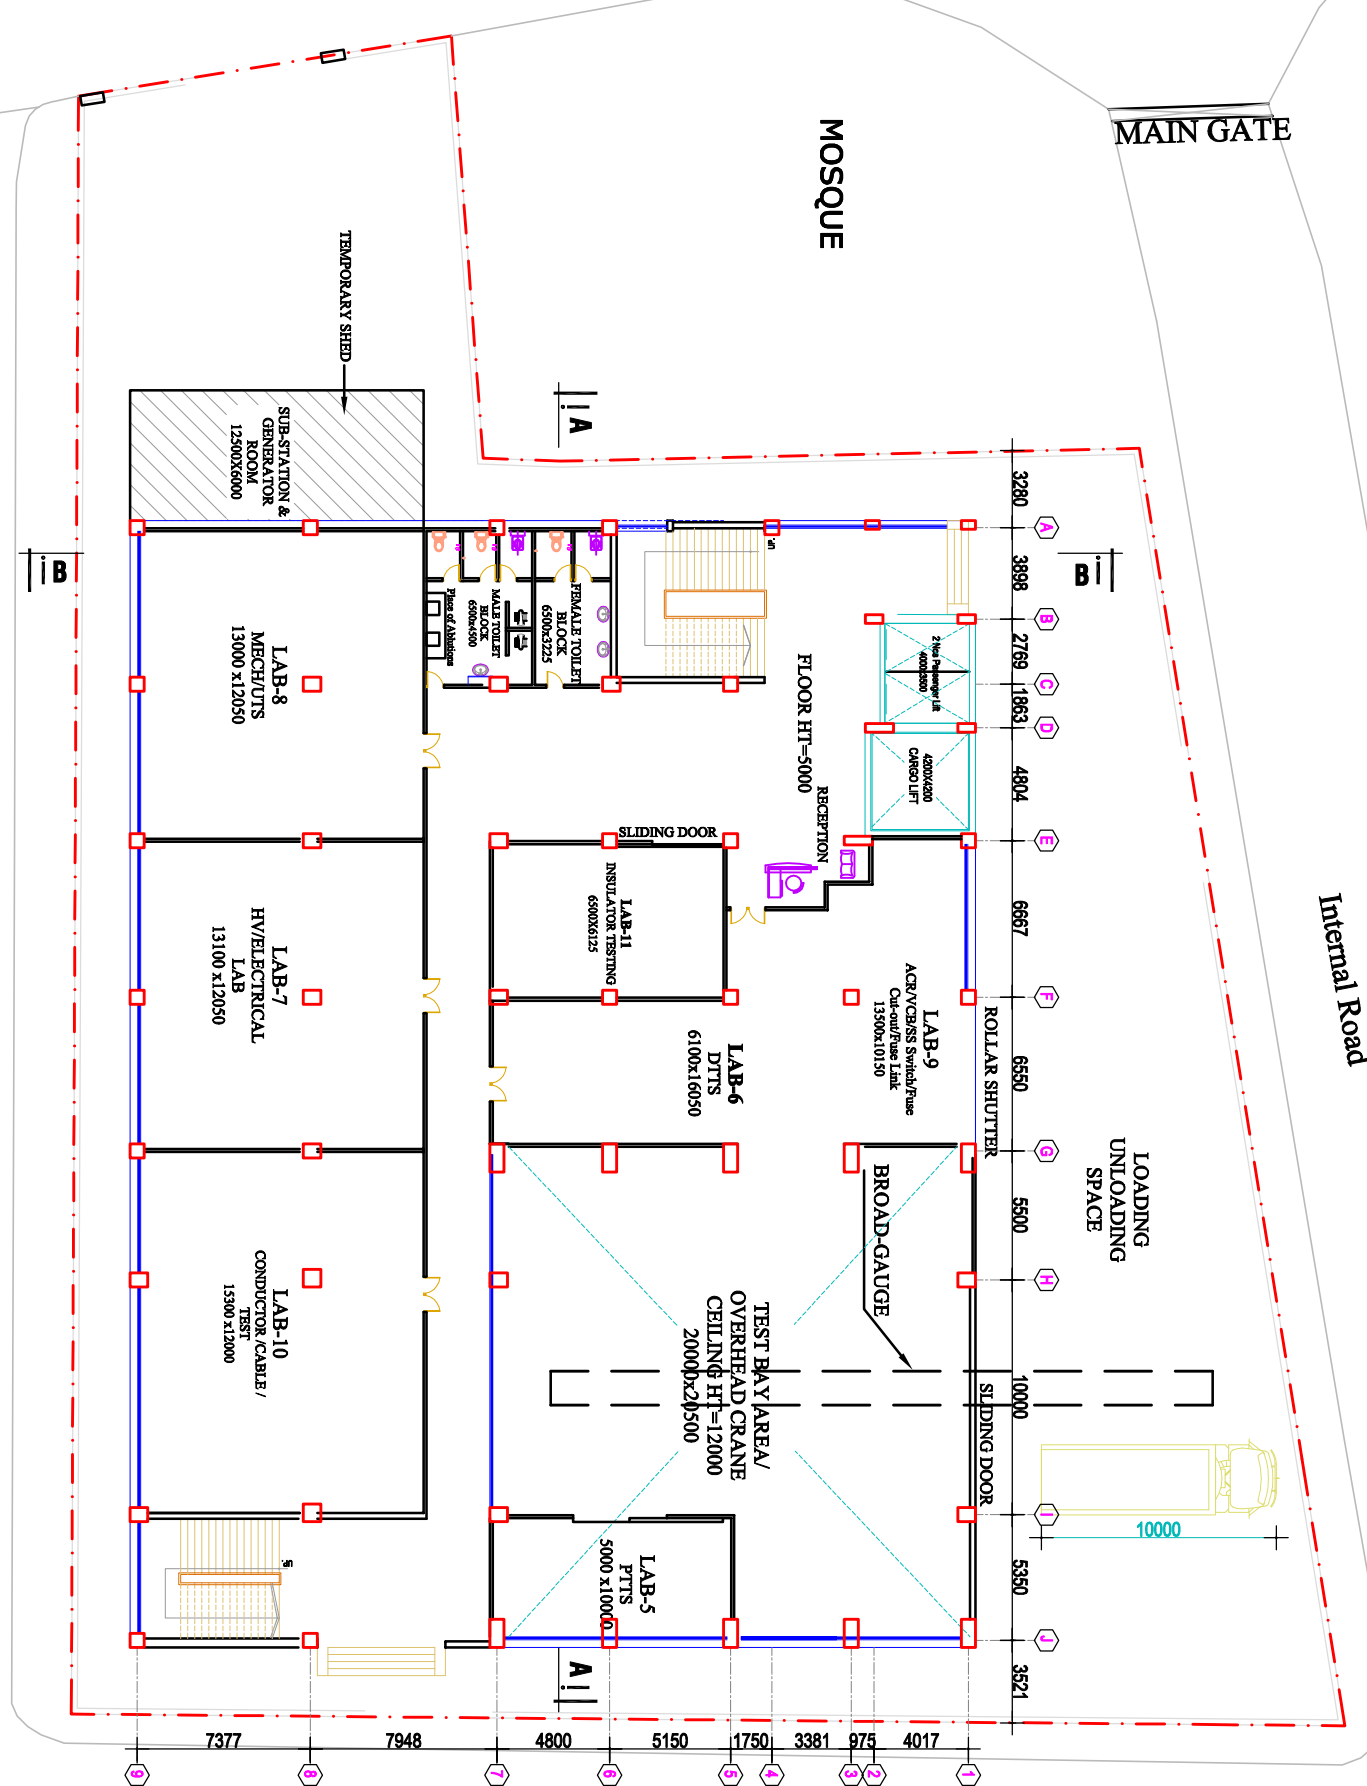 MAIN GATE
MOSQUE
Internal Road
TEMPORARY SHED
SUB-STATION &
GENERATOR
ROOM
12500X6000
A
A
B
B
3280
3898
2769
1863
4804
6667
6550
5500
10000
5350
3521
A
B
C
D
E
F
G
H
I
J
UP.
2 Nos Passenger Lift
4000x3500
4200X4200
CARGO LIFT
FLOOR HT=5000
RECEPTION
FEMALE TOILET
BLOCK
6500x3225
MALE TOILET
BLOCK
6500x4500
Place of Ablutions
LAB-8
MECH/UTS
13000 x12050
SLIDING DOOR
LAB-11
INSULATOR TESTING
6500X6125
LAB-7
HV/ELECTRICAL
LAB
13100 x12050
LAB-9
ACR/VCB/SS Switch/Fuse
Cut-out/Fuse Link
13500x10150
ROLLAR SHUTTER
LAB-6
DTTS
6100x16050
LOADING
UNLOADING
SPACE
BROAD-GAUGE
TEST BAY AREA/
OVERHEAD CRANE
CEILING HT=12000
20000x20500
SLIDING DOOR
10000
LAB-10
CONDUCTOR /CABLE /
TEST
15300 x12000
LAB-5
PTTS
5000 x10000
UP.
7377
7948
4800
5150
1750
3381
975
4017
9
8
7
6
5
4
3
2
1